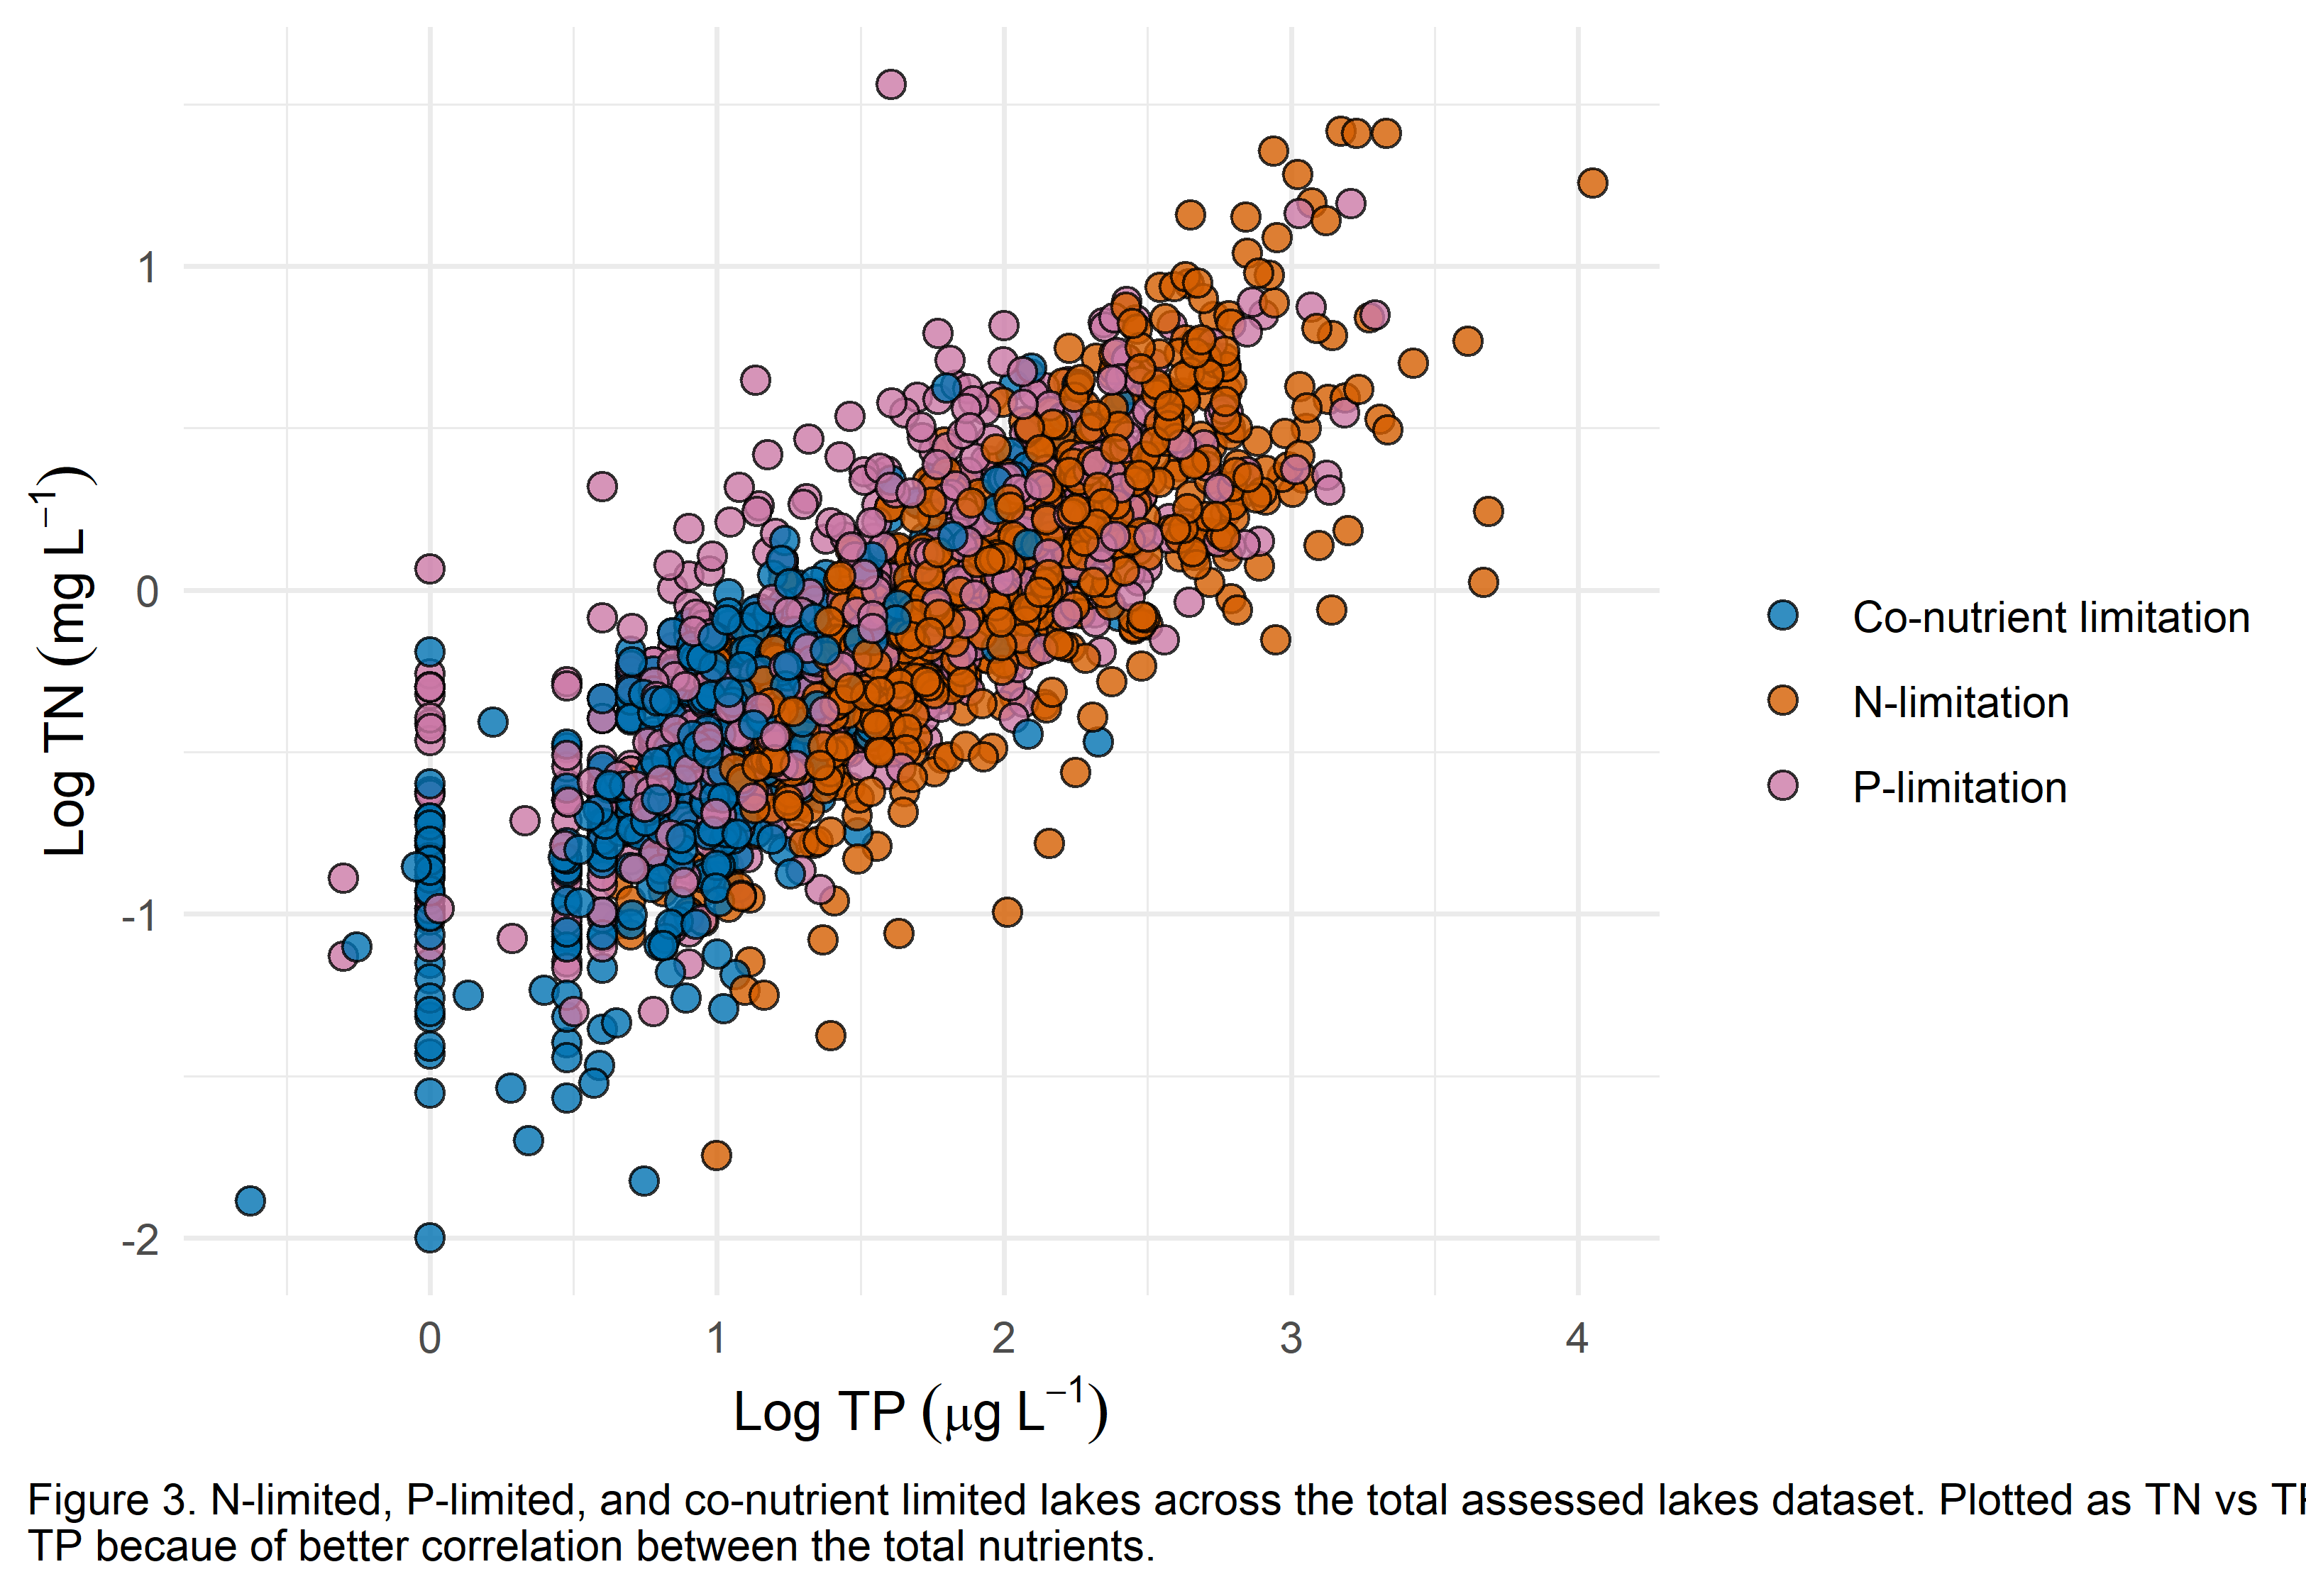 1
0
-1
-2
Log TN (mg L⁻¹)
0 1 2 3 4
Log TP (μg L⁻¹)
Co-nutrient limitation
N-limitation
P-limitation
Figure 3. N-limited, P-limited, and co-nutrient limited lakes across the total assessed lakes dataset. Plotted as TN vs
TP becaue of better correlation between the total nutrients.